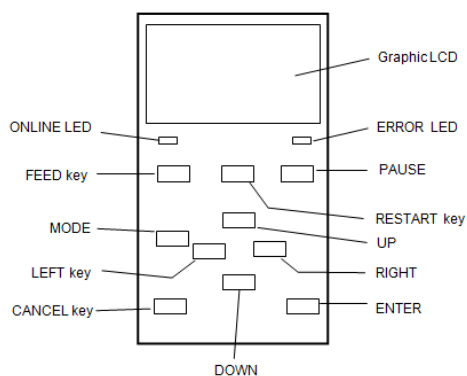 Graphic LCD
ONLINE LED
ERROR LED
FEED key
PAUSE
RESTART key
MODE
UP
LEFT key
RIGHT
CANCEL key
ENTER
DOWN